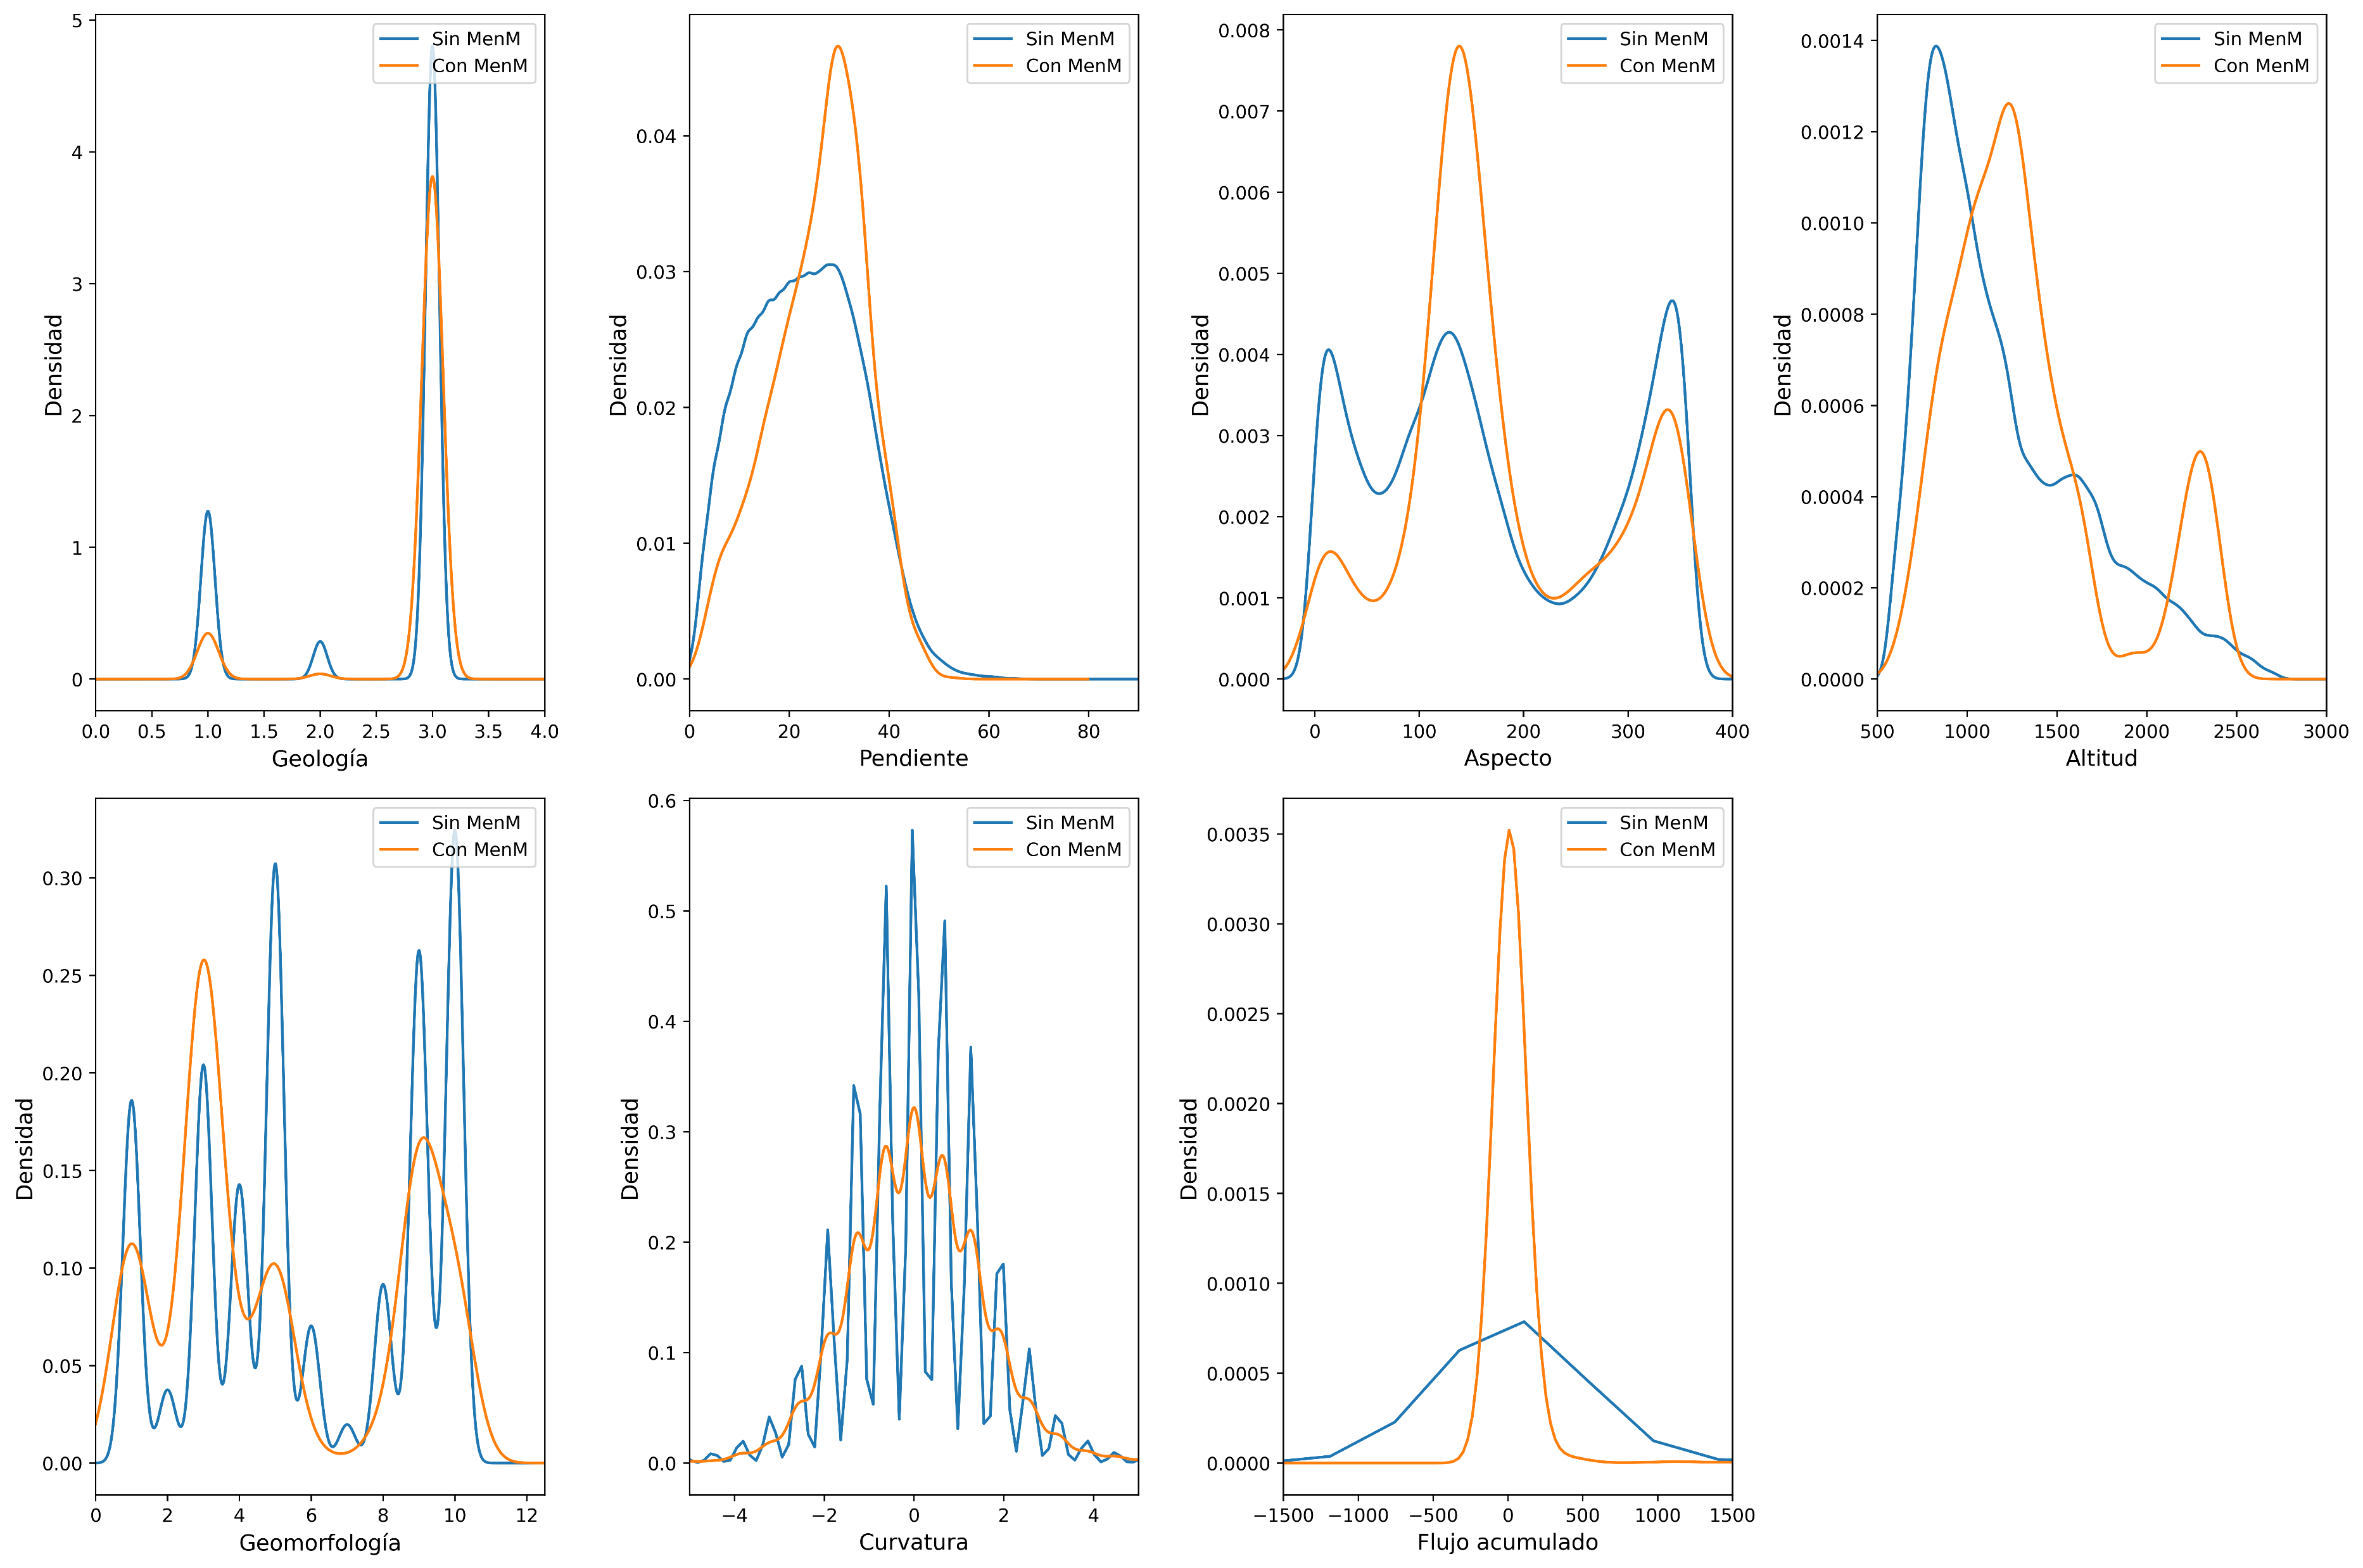 Sin MenM
Con MenM
Densidad
5
4
3
2
1
0
0.0 0.5 1.0 1.5 2.0 2.5 3.0 3.5 4.0
Geología
Sin MenM
Con MenM
Densidad
0.04
0.03
0.02
0.01
0.00
0 20 40 60 80
Pendiente
Sin MenM
Con MenM
Densidad
0.008
0.007
0.006
0.005
0.004
0.003
0.002
0.001
0.000
0 100 200 300 400
Aspecto
Sin MenM
Con MenM
Densidad
0.0014
0.0012
0.0010
0.0008
0.0006
0.0004
0.0002
0.0000
500 1000 1500 2000 2500 3000
Altitud
Sin MenM
Con MenM
Densidad
0.30
0.25
0.20
0.15
0.10
0.05
0.00
0 2 4 6 8 10 12
Geomorfología
Sin MenM
Con MenM
Densidad
0.6
0.5
0.4
0.3
0.2
0.1
0.0
−4 −2 0 2 4
Curvatura
Sin MenM
Con MenM
Densidad
0.0035
0.0030
0.0025
0.0020
0.0015
0.0010
0.0005
0.0000
−1500 −1000 −500 0 500 1000 1500
Flujo acumulado